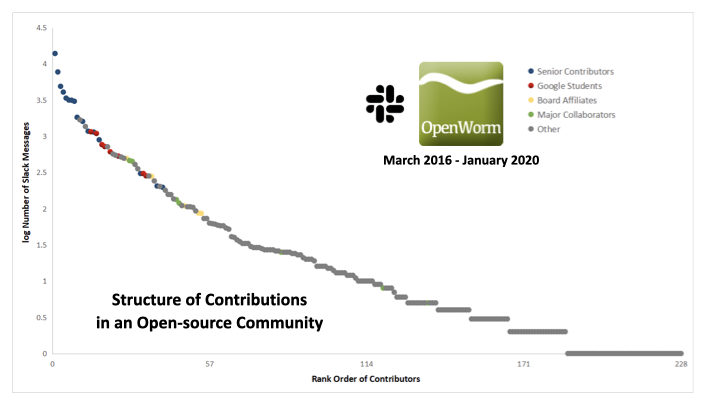 4.5
4
3.5
3
2.5
2
1.5
1
0.5
0
log Number of Slack Messages
0
57
114
171
228
Rank Order of Contributors
OpenWorm
March 2016 - January 2020
Senior Contributors
Google Students
Board Affiliates
Major Collaborators
Other
Structure of Contributions
in an Open-source Community